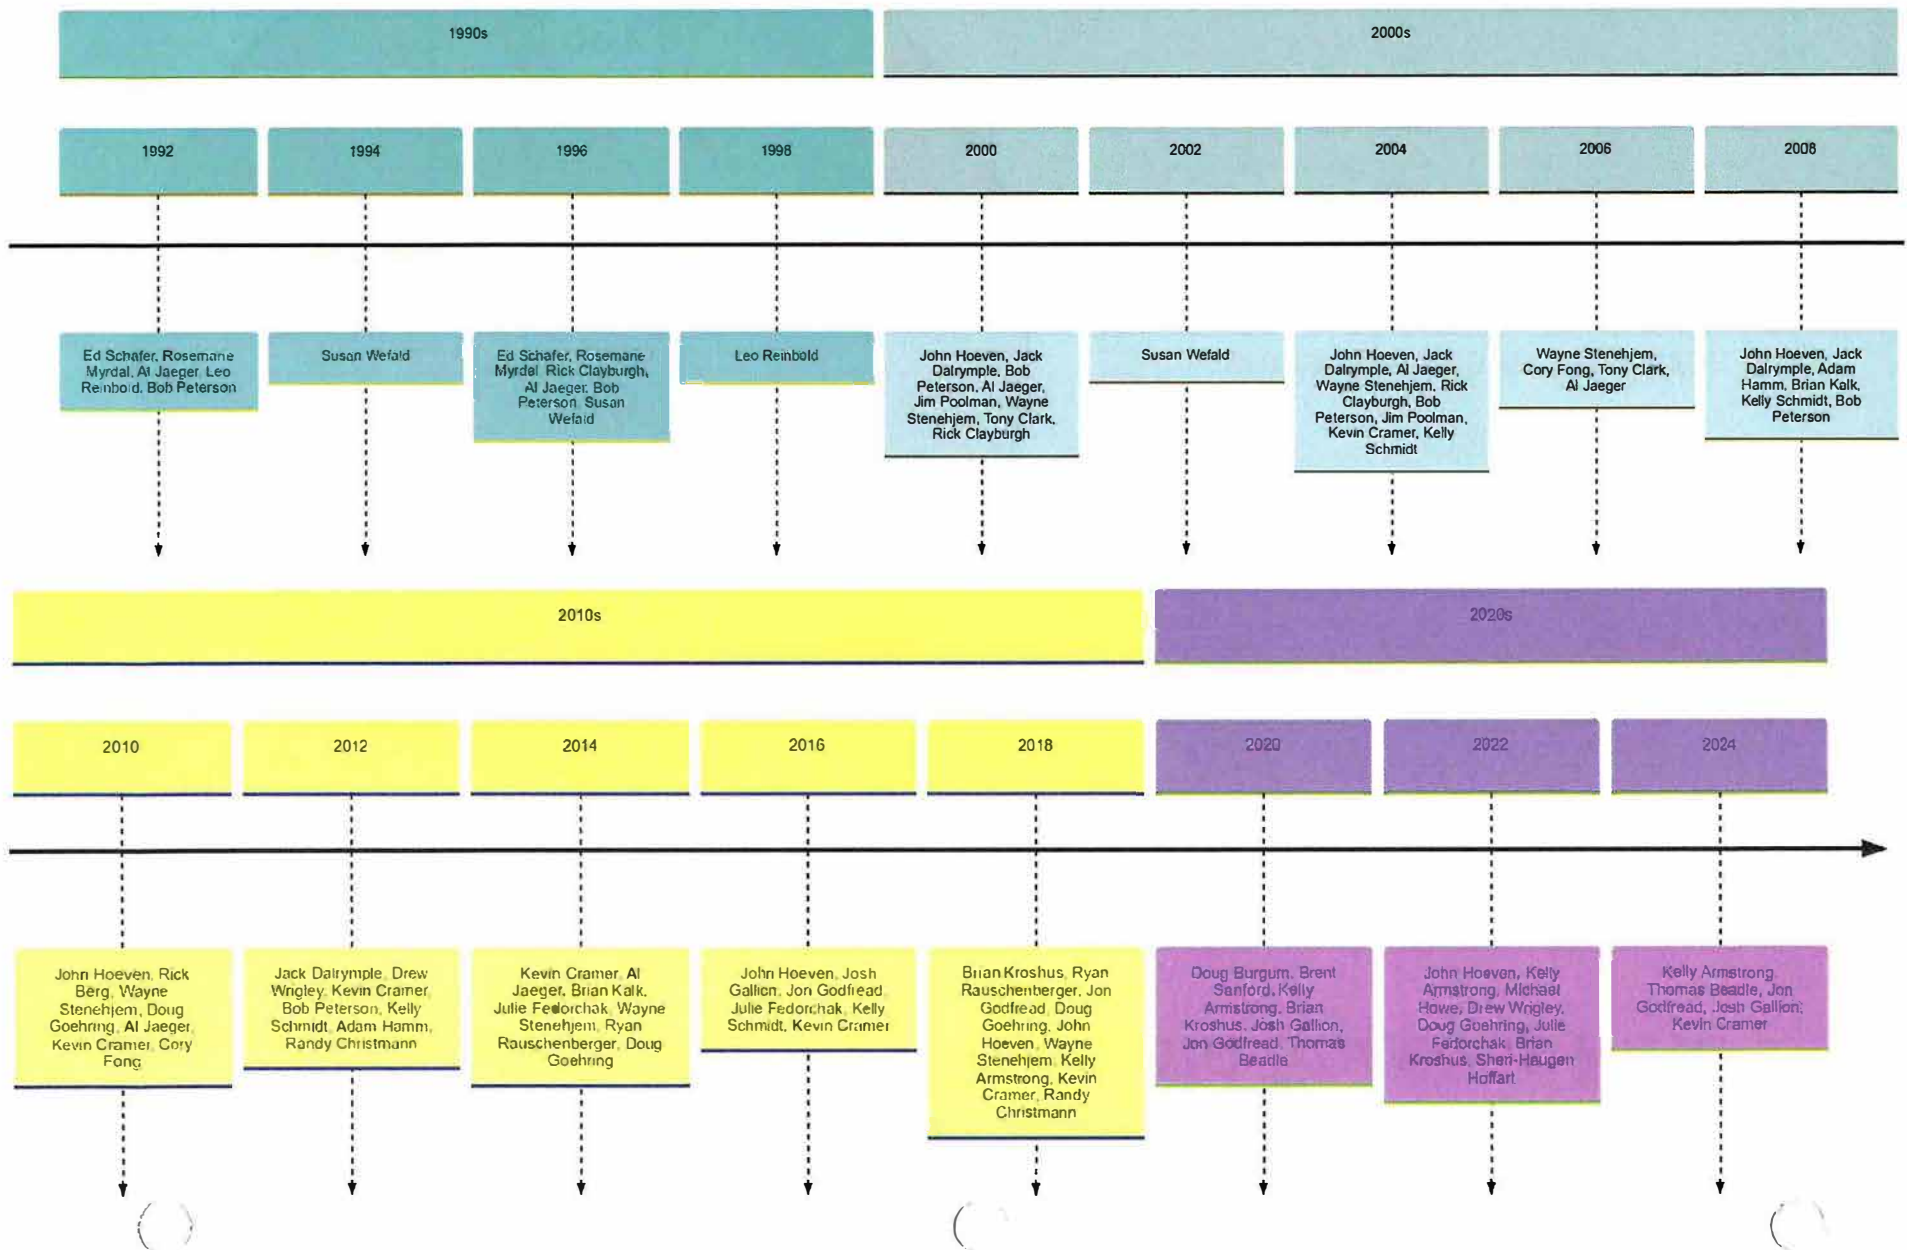 1990s
2000s
1992
1994
1996
1998
2000
2002
2004
2006
2008
Ed Schafer, Rosemarie
Myrdal, Al Jaeger, Leo
Reinbold, Bob Peterson
Susan Wefald
Ed Schafer, Rosemarie
Myrdal, Rick Clayburgh,
Al Jaeger, Bob
Peterson, Susan
Wefald
Leo Reinbold
John Hoeven, Jack
Dalrymple, Bob
Peterson, Al Jaeger,
Jim Poolman, Wayne
Stenehjem, Tony Clark,
Rick Clayburgh
Susan Wefald
John Hoeven, Jack
Dalrymple, Al Jaeger,
Wayne Stenehjem, Rick
Clayburgh, Bob
Peterson, Jim Poolman,
Kevin Cramer, Kelly
Schmidt
Wayne Stenehjem,
Cory Fong, Tony Clark,
Al Jaeger
John Hoeven, Jack
Dalrymple, Adam
Hamm, Brian Kalk,
Kelly Schmidt, Bob
Peterson
2010s
2020s
2010
2012
2014
2016
2018
2020
2022
2024
John Hoeven, Rick
Berg, Wayne
Stenehjem, Doug
Goehring, Al Jaeger,
Kevin Cramer, Cory
Fong
Jack Dalrymple, Drew
Wrigley, Kevin Cramer,
Bob Peterson, Kelly
Schmidt, Adam Hamm,
Randy Christmann
Kevin Cramer, Al
Jaeger, Brian Kalk,
Julie Fedorchak, Wayne
Stenehjem, Ryan
Rauschenberger, Doug
Goehring
John Hoeven, Josh
Gallion, Jon Godfread,
Julie Fedorchak, Kelly
Schmidt, Kevin Cramer
Brian Kroshus, Ryan
Rauschenberger, Jon
Godfread, Doug
Goehring, John
Hoeven, Wayne
Stenehjem, Kelly
Armstrong, Kevin
Cramer, Randy
Christmann
Doug Burgum, Brent
Sanford, Kelly
Armstrong, Brian
Kroshus, Josh Gallion,
Jon Godfread, Thomas
Beadle
John Hoeven, Kelly
Armstrong, Michael
Howe, Drew Wrigley,
Doug Goehring, Julie
Fedorchak, Brian
Kroshus, Sheri-Haugen
Hoffart
Kelly Armstrong,
Thomas Beadle, Jon
Godfread, Josh Gallion,
Kevin Cramer